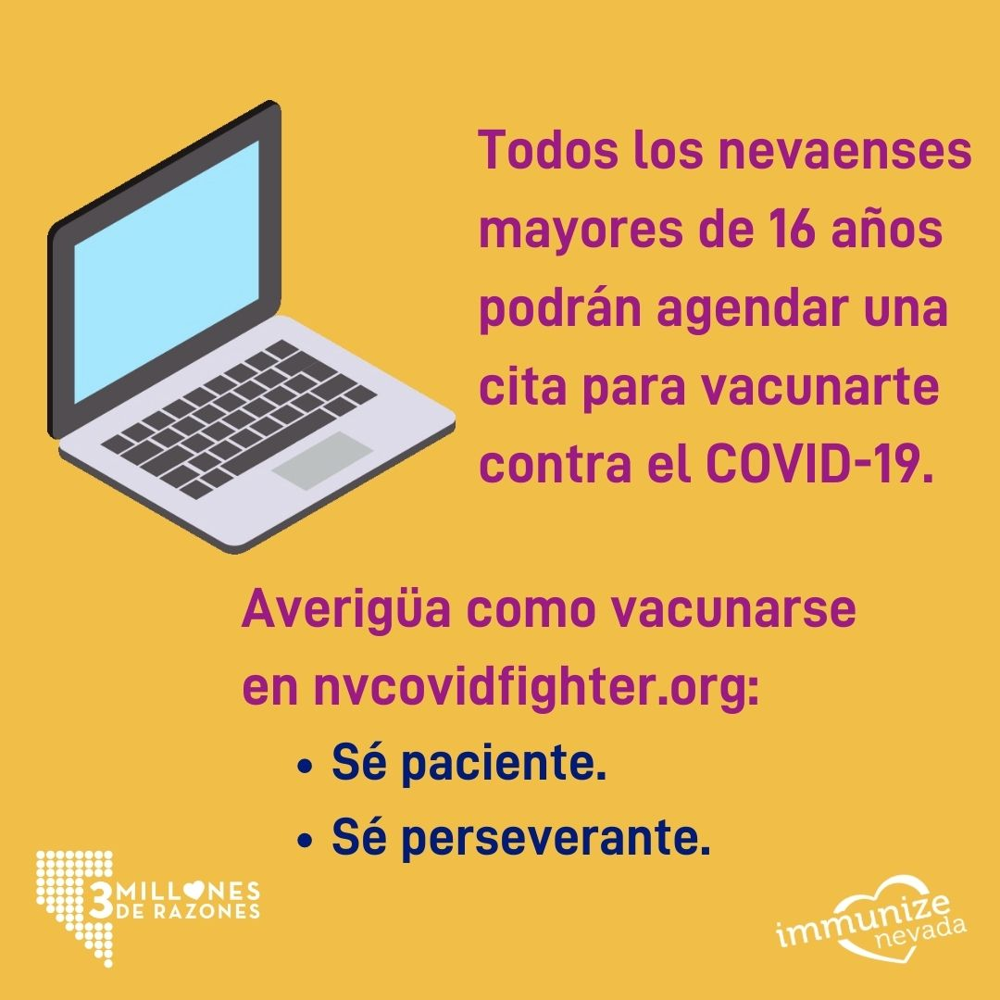 Todos los nevaenses
mayores de 16 años
podrán agendar una
cita para vacunarte
contra el COVID-19.
Averigüa como vacunarse
en nvcovidfighter.org:
• Sé paciente.
• Sé perseverante.
3 MILLONES
DE RAZONES
immunize
nevada